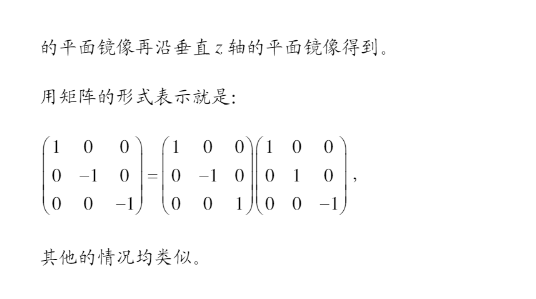 的平面镜像再沿垂直 z 轴的平面镜像得到。
用矩阵的形式表示就是：
$\begin{pmatrix} 1 & 0 & 0 \\ 0 & -1 & 0 \\ 0 & 0 & -1 \end{pmatrix} = \begin{pmatrix} 1 & 0 & 0 \\ 0 & -1 & 0 \\ 0 & 0 & 1 \end{pmatrix} \begin{pmatrix} 1 & 0 & 0 \\ 0 & 1 & 0 \\ 0 & 0 & -1 \end{pmatrix}$ ,
其他的情况均类似。